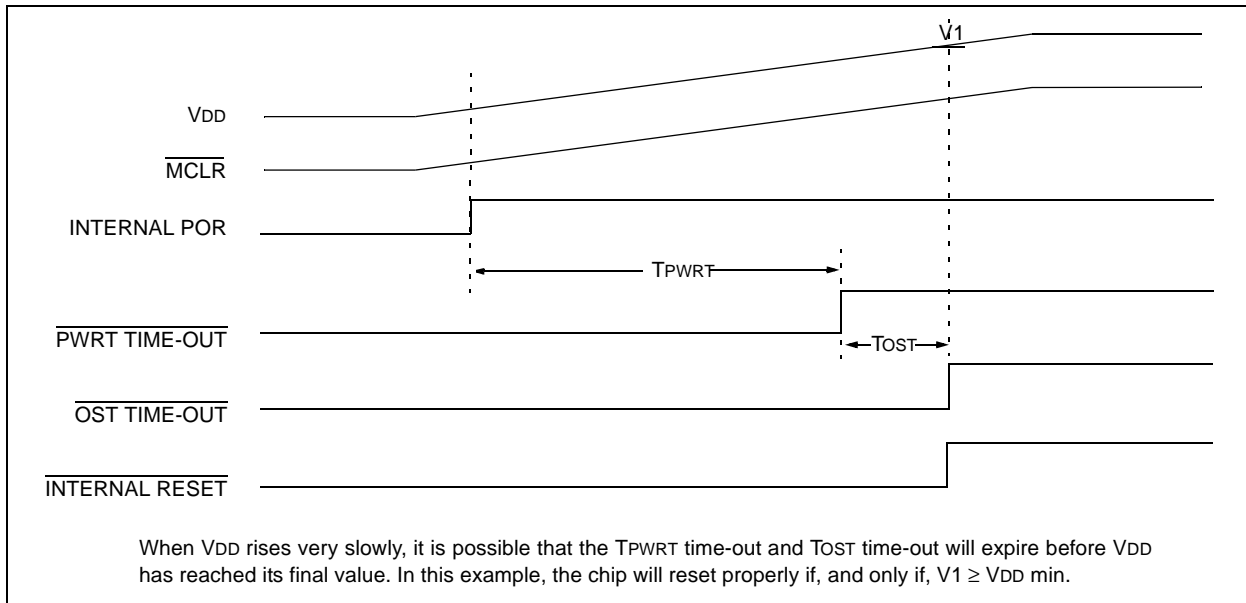 V1
VDD
MCLR
INTERNAL POR
TPWRT
PWRT TIME-OUT
TOST
OST TIME-OUT
INTERNAL RESET
When VDD rises very slowly, it is possible that the TPWRT time-out and TOST time-out will expire before VDD
has reached its final value. In this example, the chip will reset properly if, and only if, V1 ≥ VDD min.